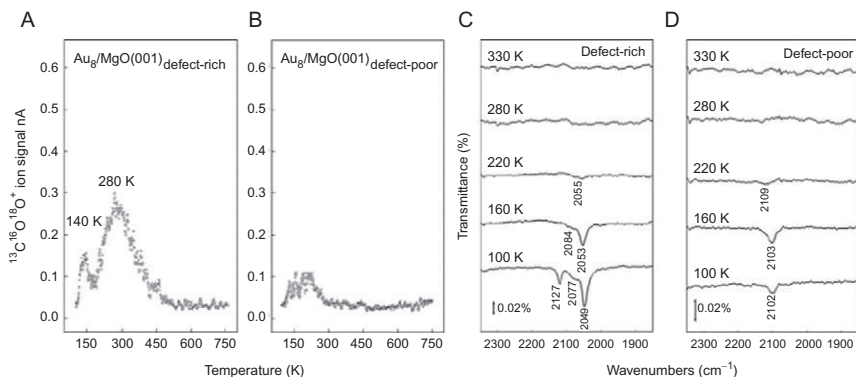 A
B
C
D
Au₈/MgO(001)defect-rich
Au₈/MgO(001)defect-poor
Defect-rich
Defect-poor
¹³C¹⁶O¹⁸O⁺ ion signal nA
0.6
0.5
0.4
0.3
0.2
0.1
0.0
140 K
280 K
150 300 450 600 750
0.6
0.5
0.4
0.3
0.2
0.1
0.0
150 300 450 600 750
Temperature (K)
Transmittance (%)
330 K
280 K
220 K
2055
160 K
2084
2053
100 K
2127
2077
2049
0.02%
2300 2200 2100 2000 1900
330 K
280 K
220 K
2109
160 K
2103
100 K
2102
0.02%
2300 2200 2100 2000 1900
Wavenumbers (cm⁻¹)